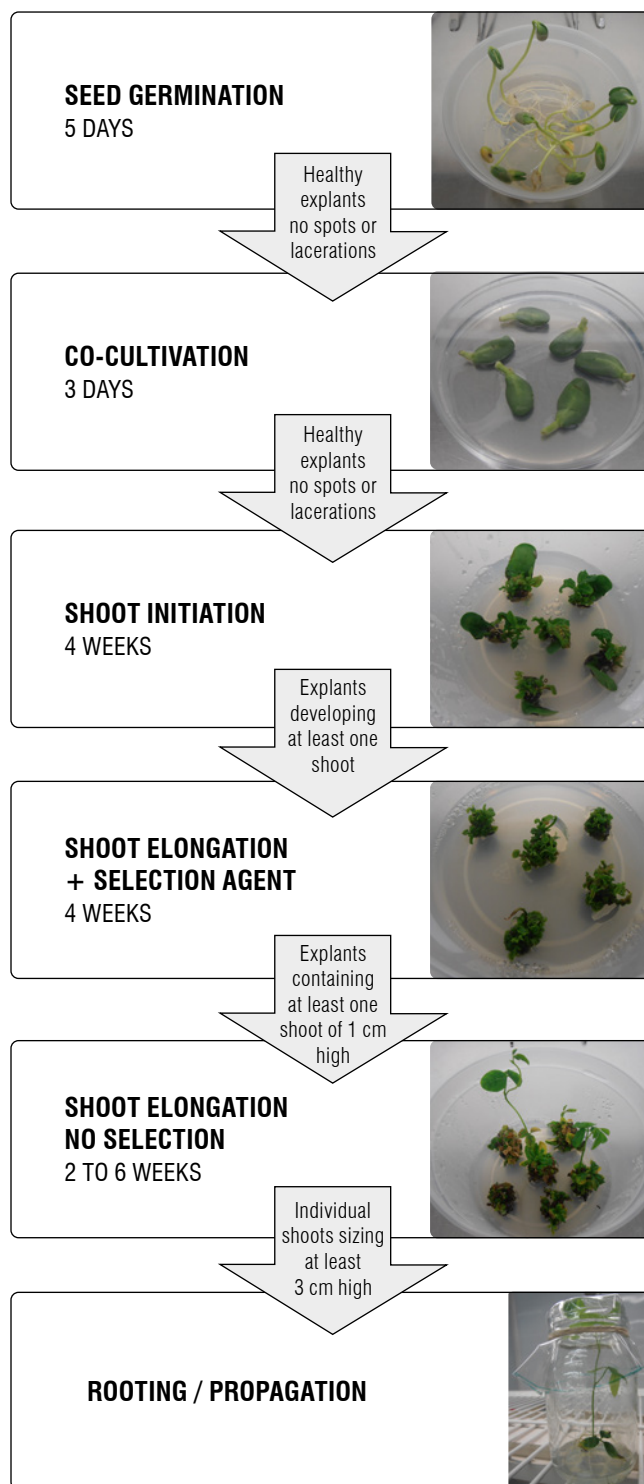 SEED GERMINATION
5 DAYS
Healthy
explants
no spots or
lacerations
CO-CULTIVATION
3 DAYS
Healthy
explants
no spots or
lacerations
SHOOT INITIATION
4 WEEKS
Explants
developing
at least one
shoot
SHOOT ELONGATION
+ SELECTION AGENT
4 WEEKS
Explants
containing
at least one
shoot of 1 cm
high
SHOOT ELONGATION
NO SELECTION
2 TO 6 WEEKS
Individual
shoots sizing
at least
3 cm high
ROOTING / PROPAGATION